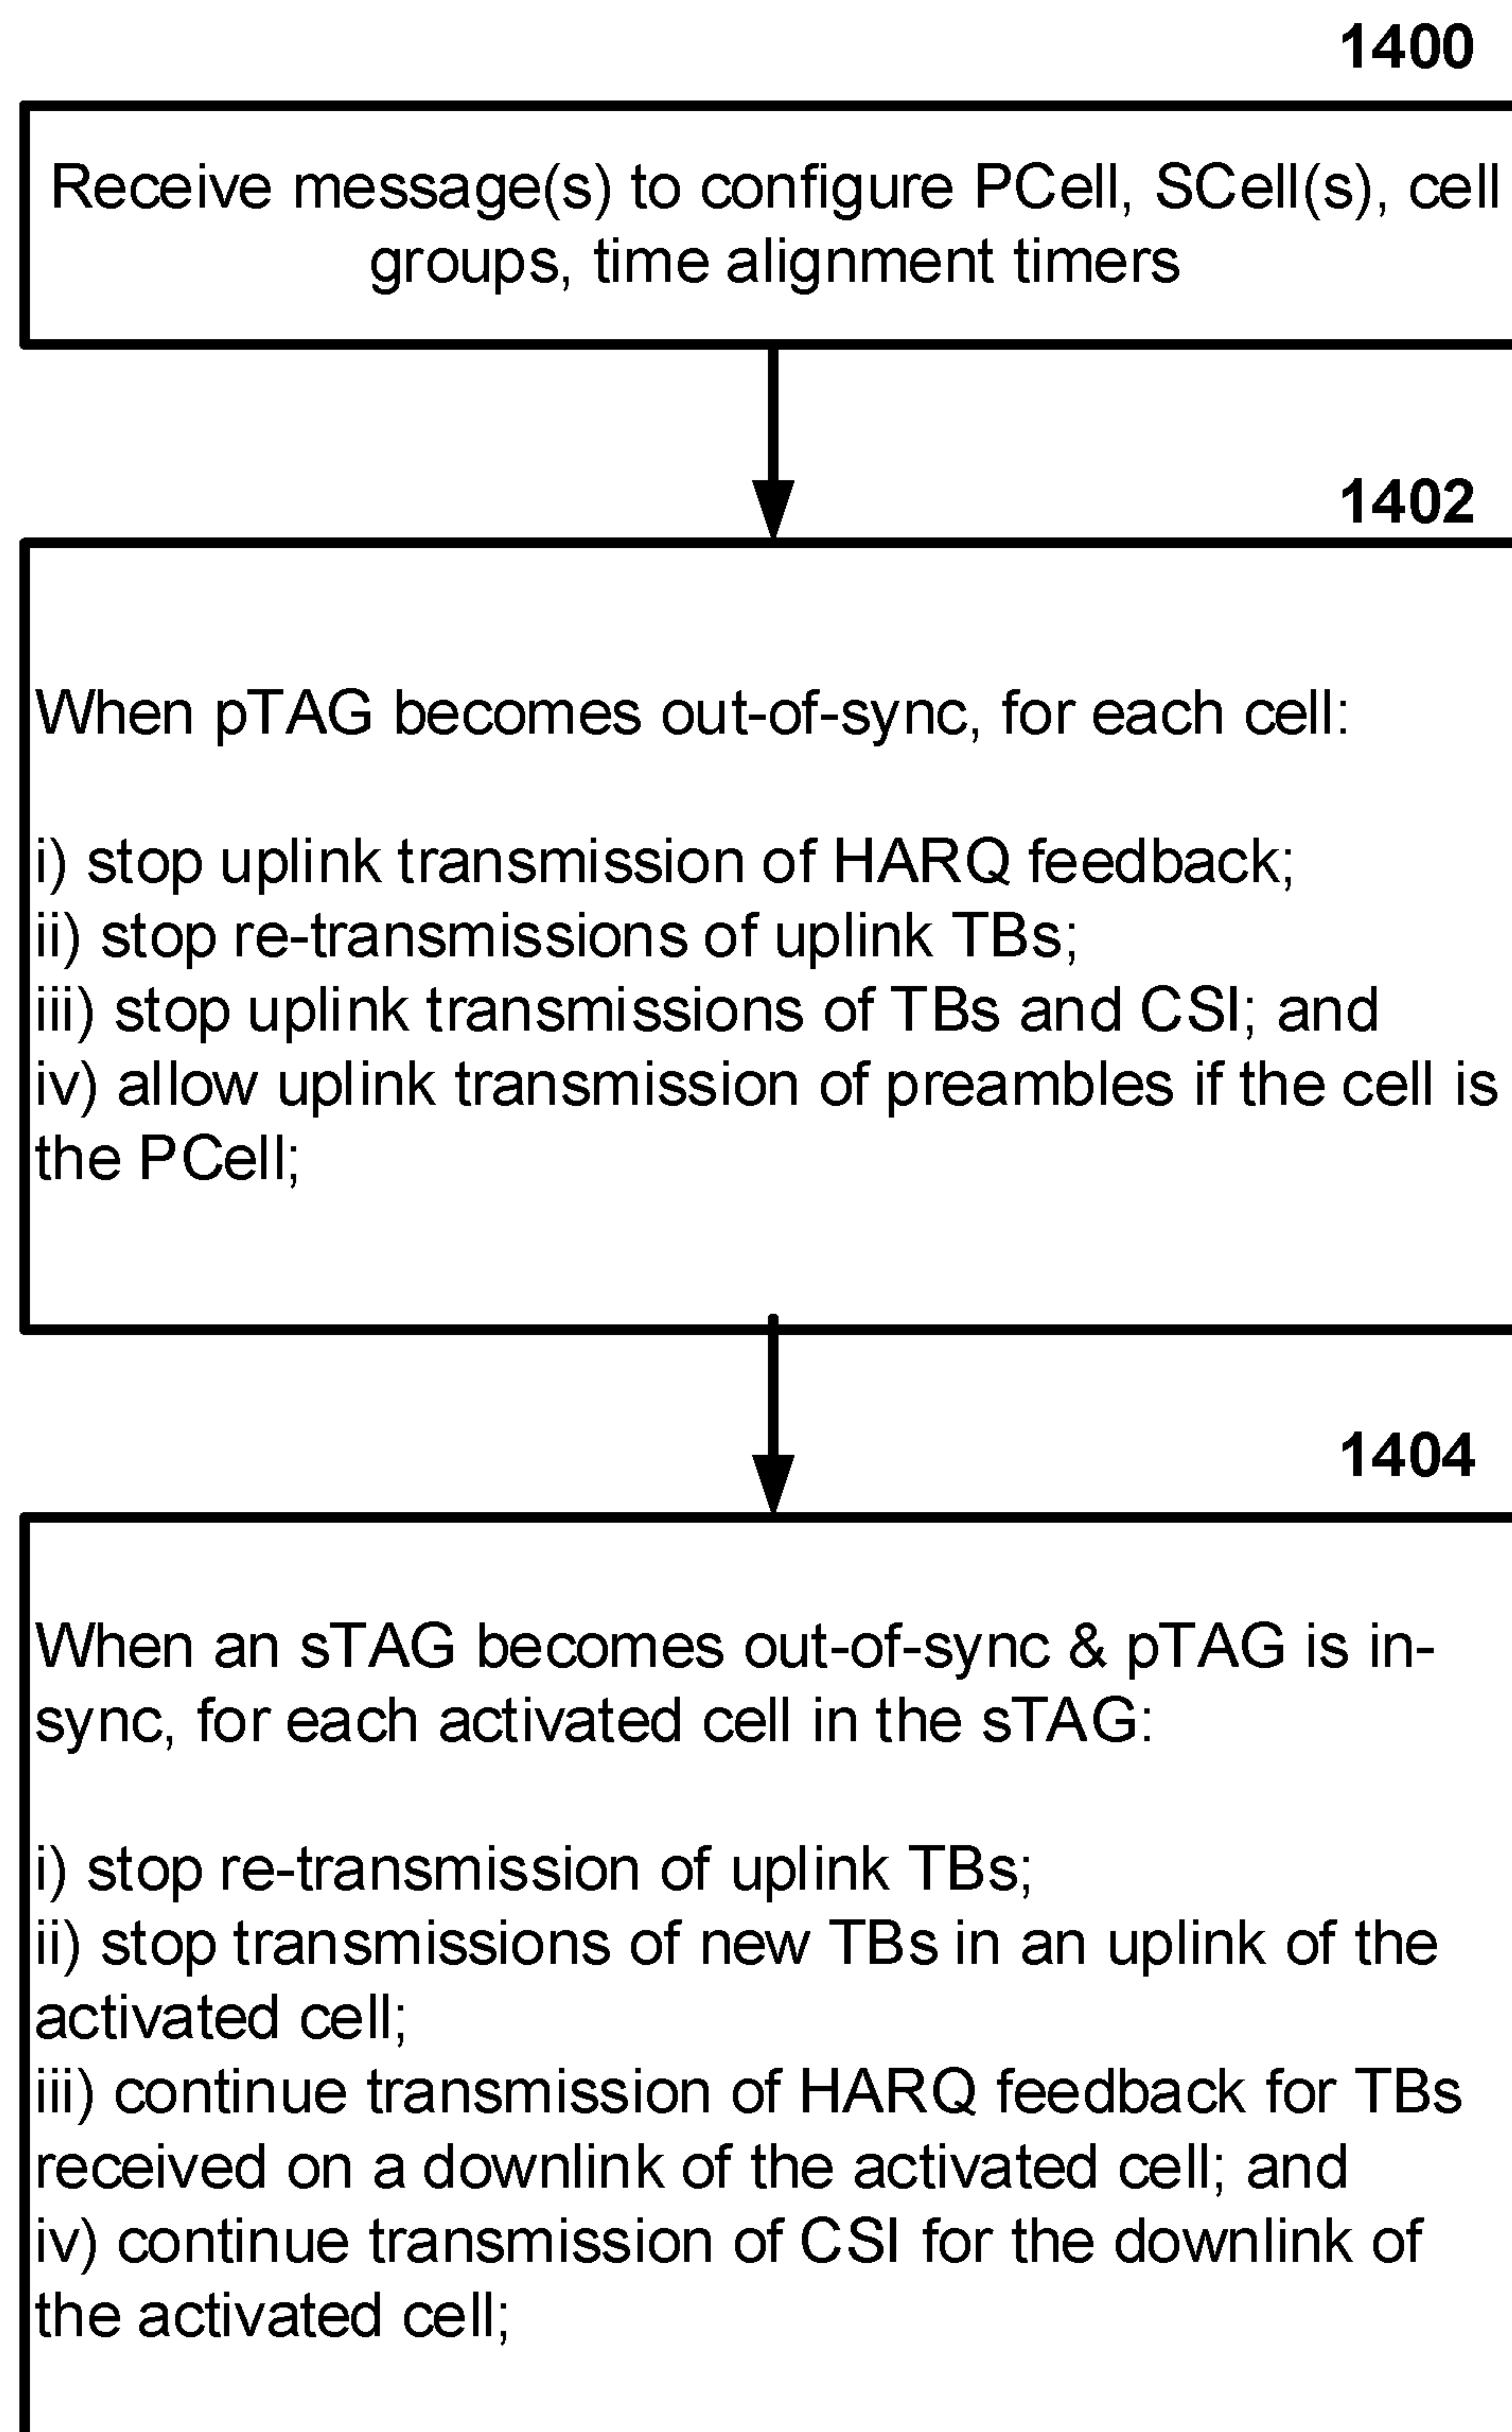 1400
Receive message(s) to configure PCell, SCell(s), cell
groups, time alignment timers
1402
When pTAG becomes out-of-sync, for each cell:
i) stop uplink transmission of HARQ feedback;
ii) stop re-transmissions of uplink TBs;
iii) stop uplink transmissions of TBs and CSI; and
iv) allow uplink transmission of preambles if the cell is
the PCell;
1404
When an sTAG becomes out-of-sync & pTAG is in-
sync, for each activated cell in the sTAG:
i) stop re-transmission of uplink TBs;
ii) stop transmissions of new TBs in an uplink of the
activated cell;
iii) continue transmission of HARQ feedback for TBs
received on a downlink of the activated cell; and
iv) continue transmission of CSI for the downlink of
the activated cell;